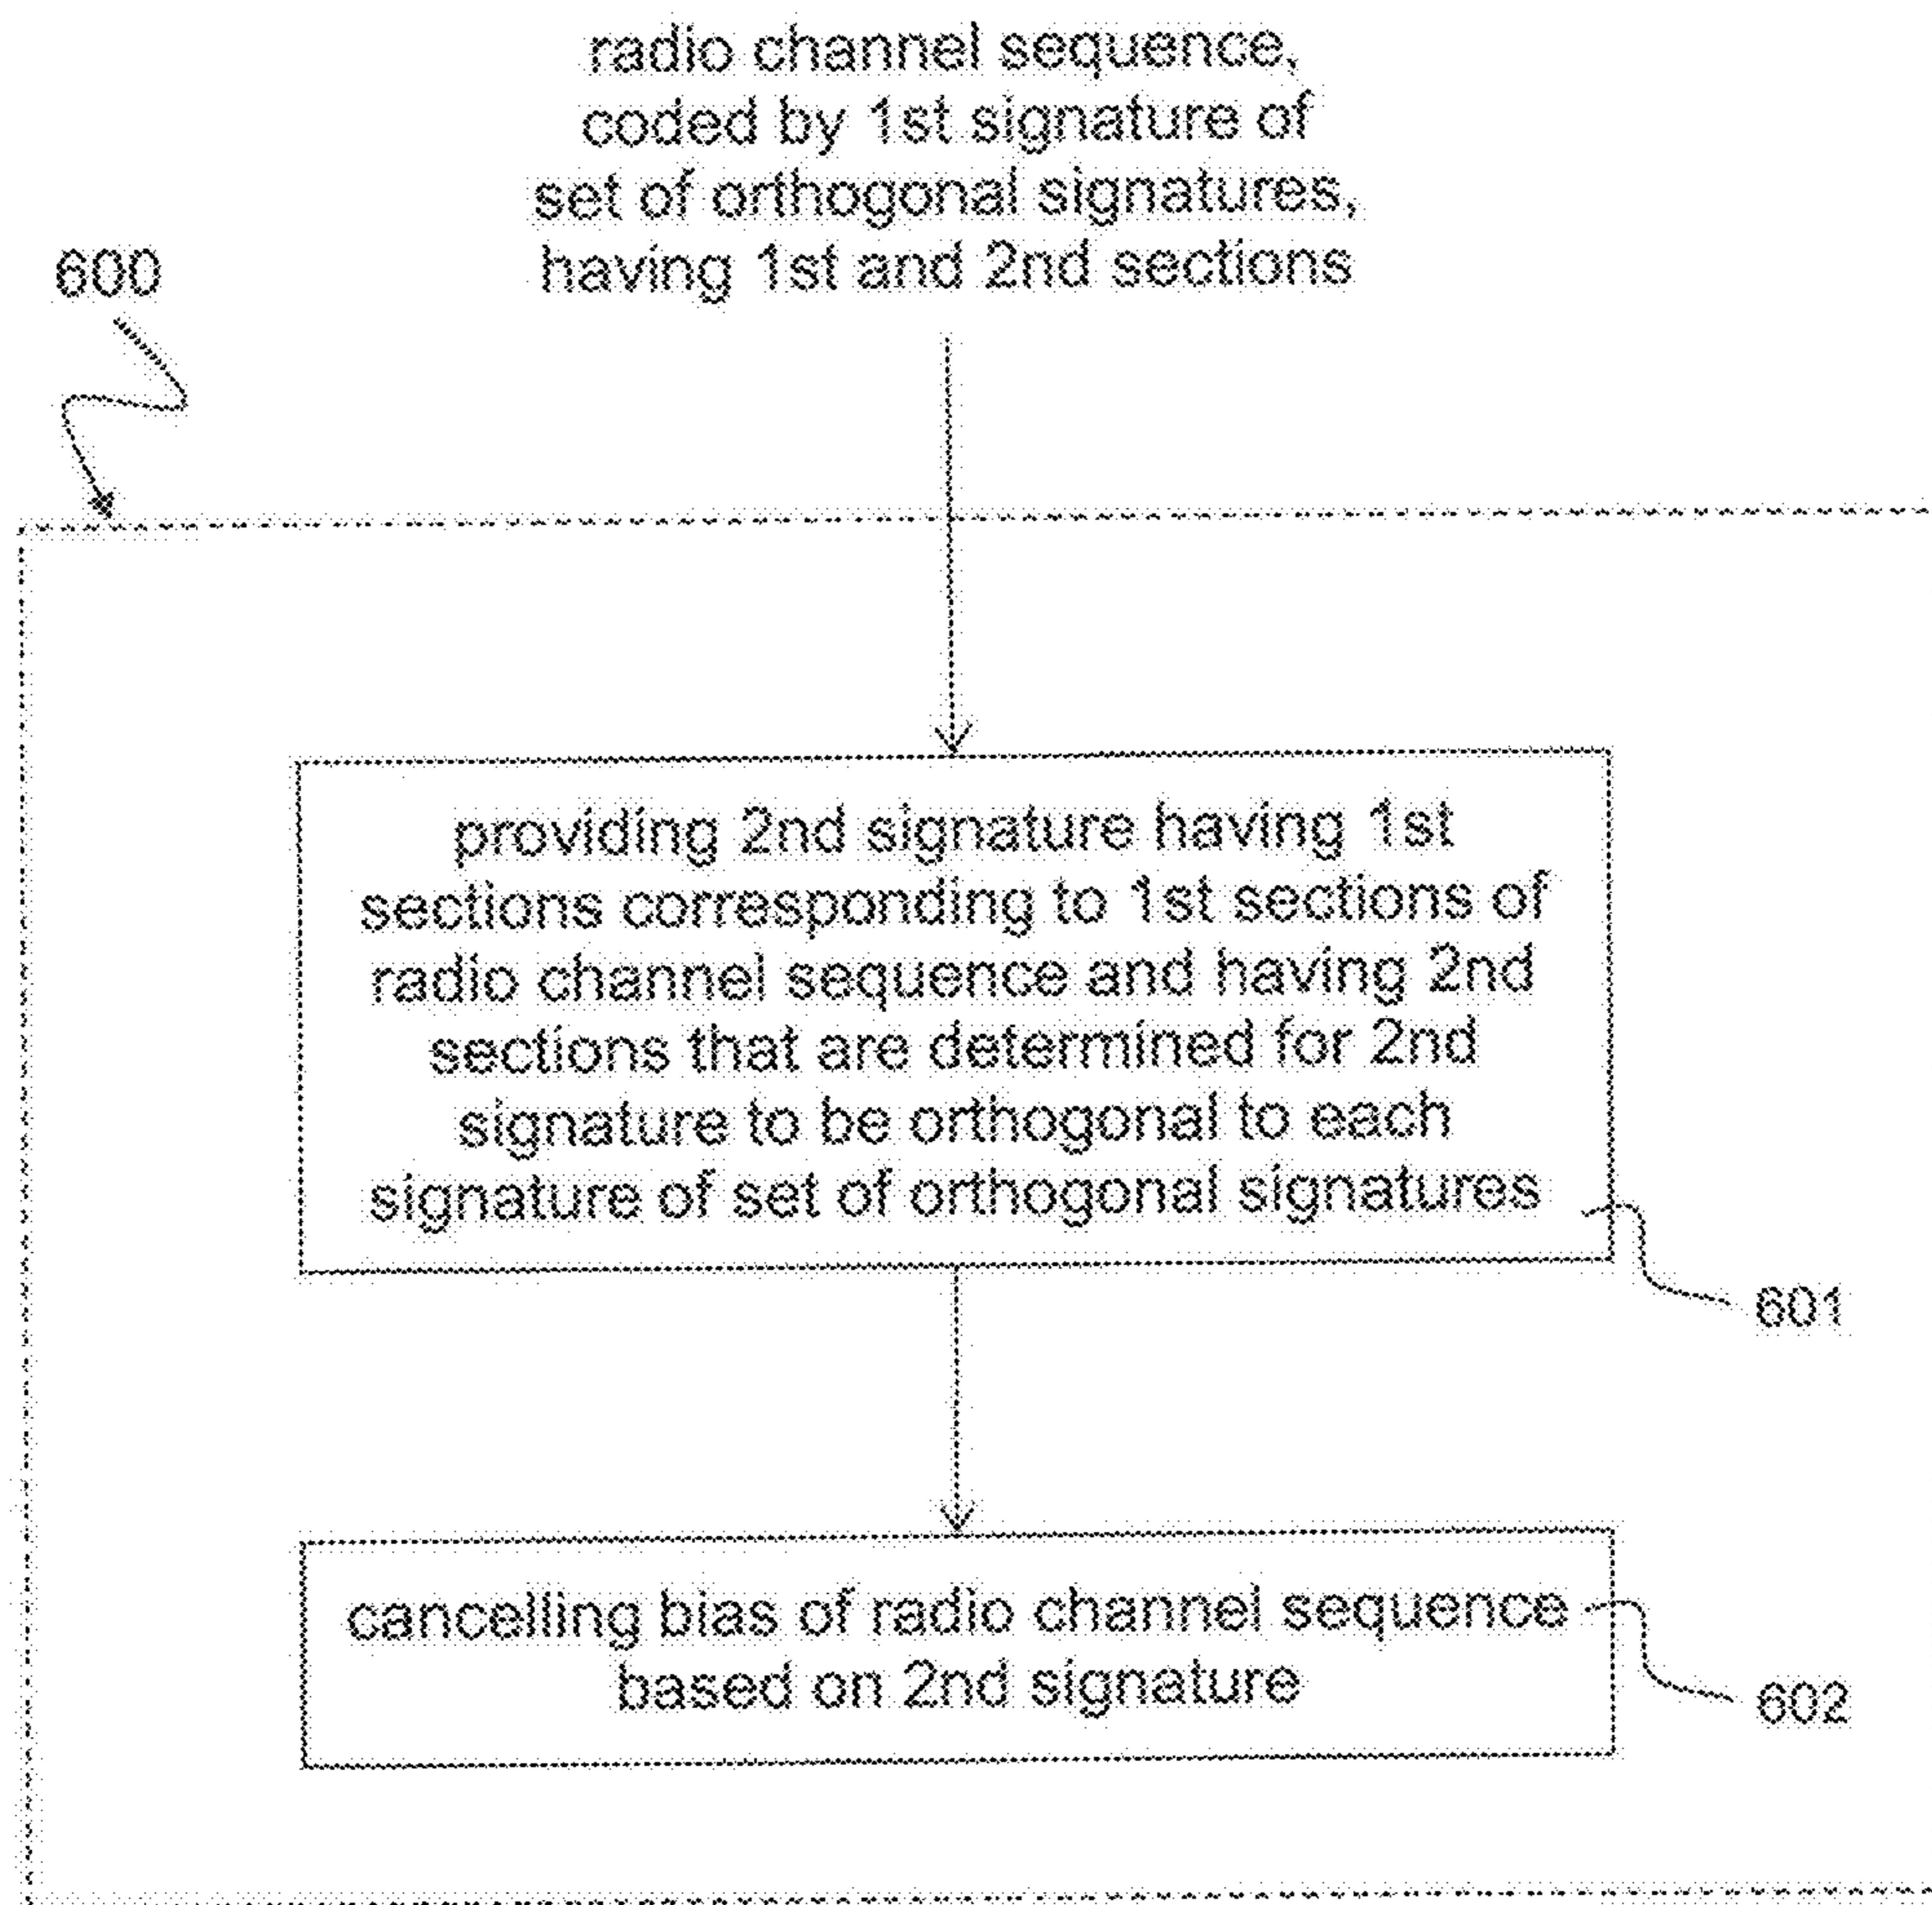 radio channel sequence,
coded by 1st signature of
set of orthogonal signatures,
having 1st and 2nd sections
600
providing 2nd signature having 1st
sections corresponding to 1st sections of
radio channel sequence and having 2nd
sections that are determined for 2nd
signature to be orthogonal to each
signature of set of orthogonal signatures
601
cancelling bias of radio channel sequence
based on 2nd signature
602